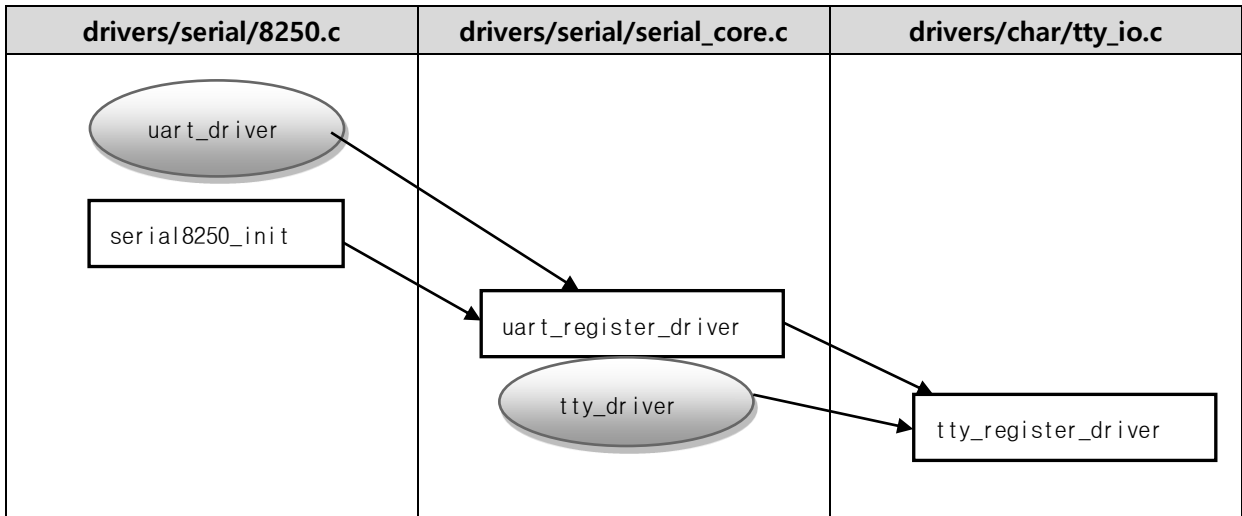 drivers/serial/8250.c
drivers/serial/serial_core.c
drivers/char/tty_io.c
uart_driver
serial8250_init
uart_register_driver
tty_driver
tty_register_driver